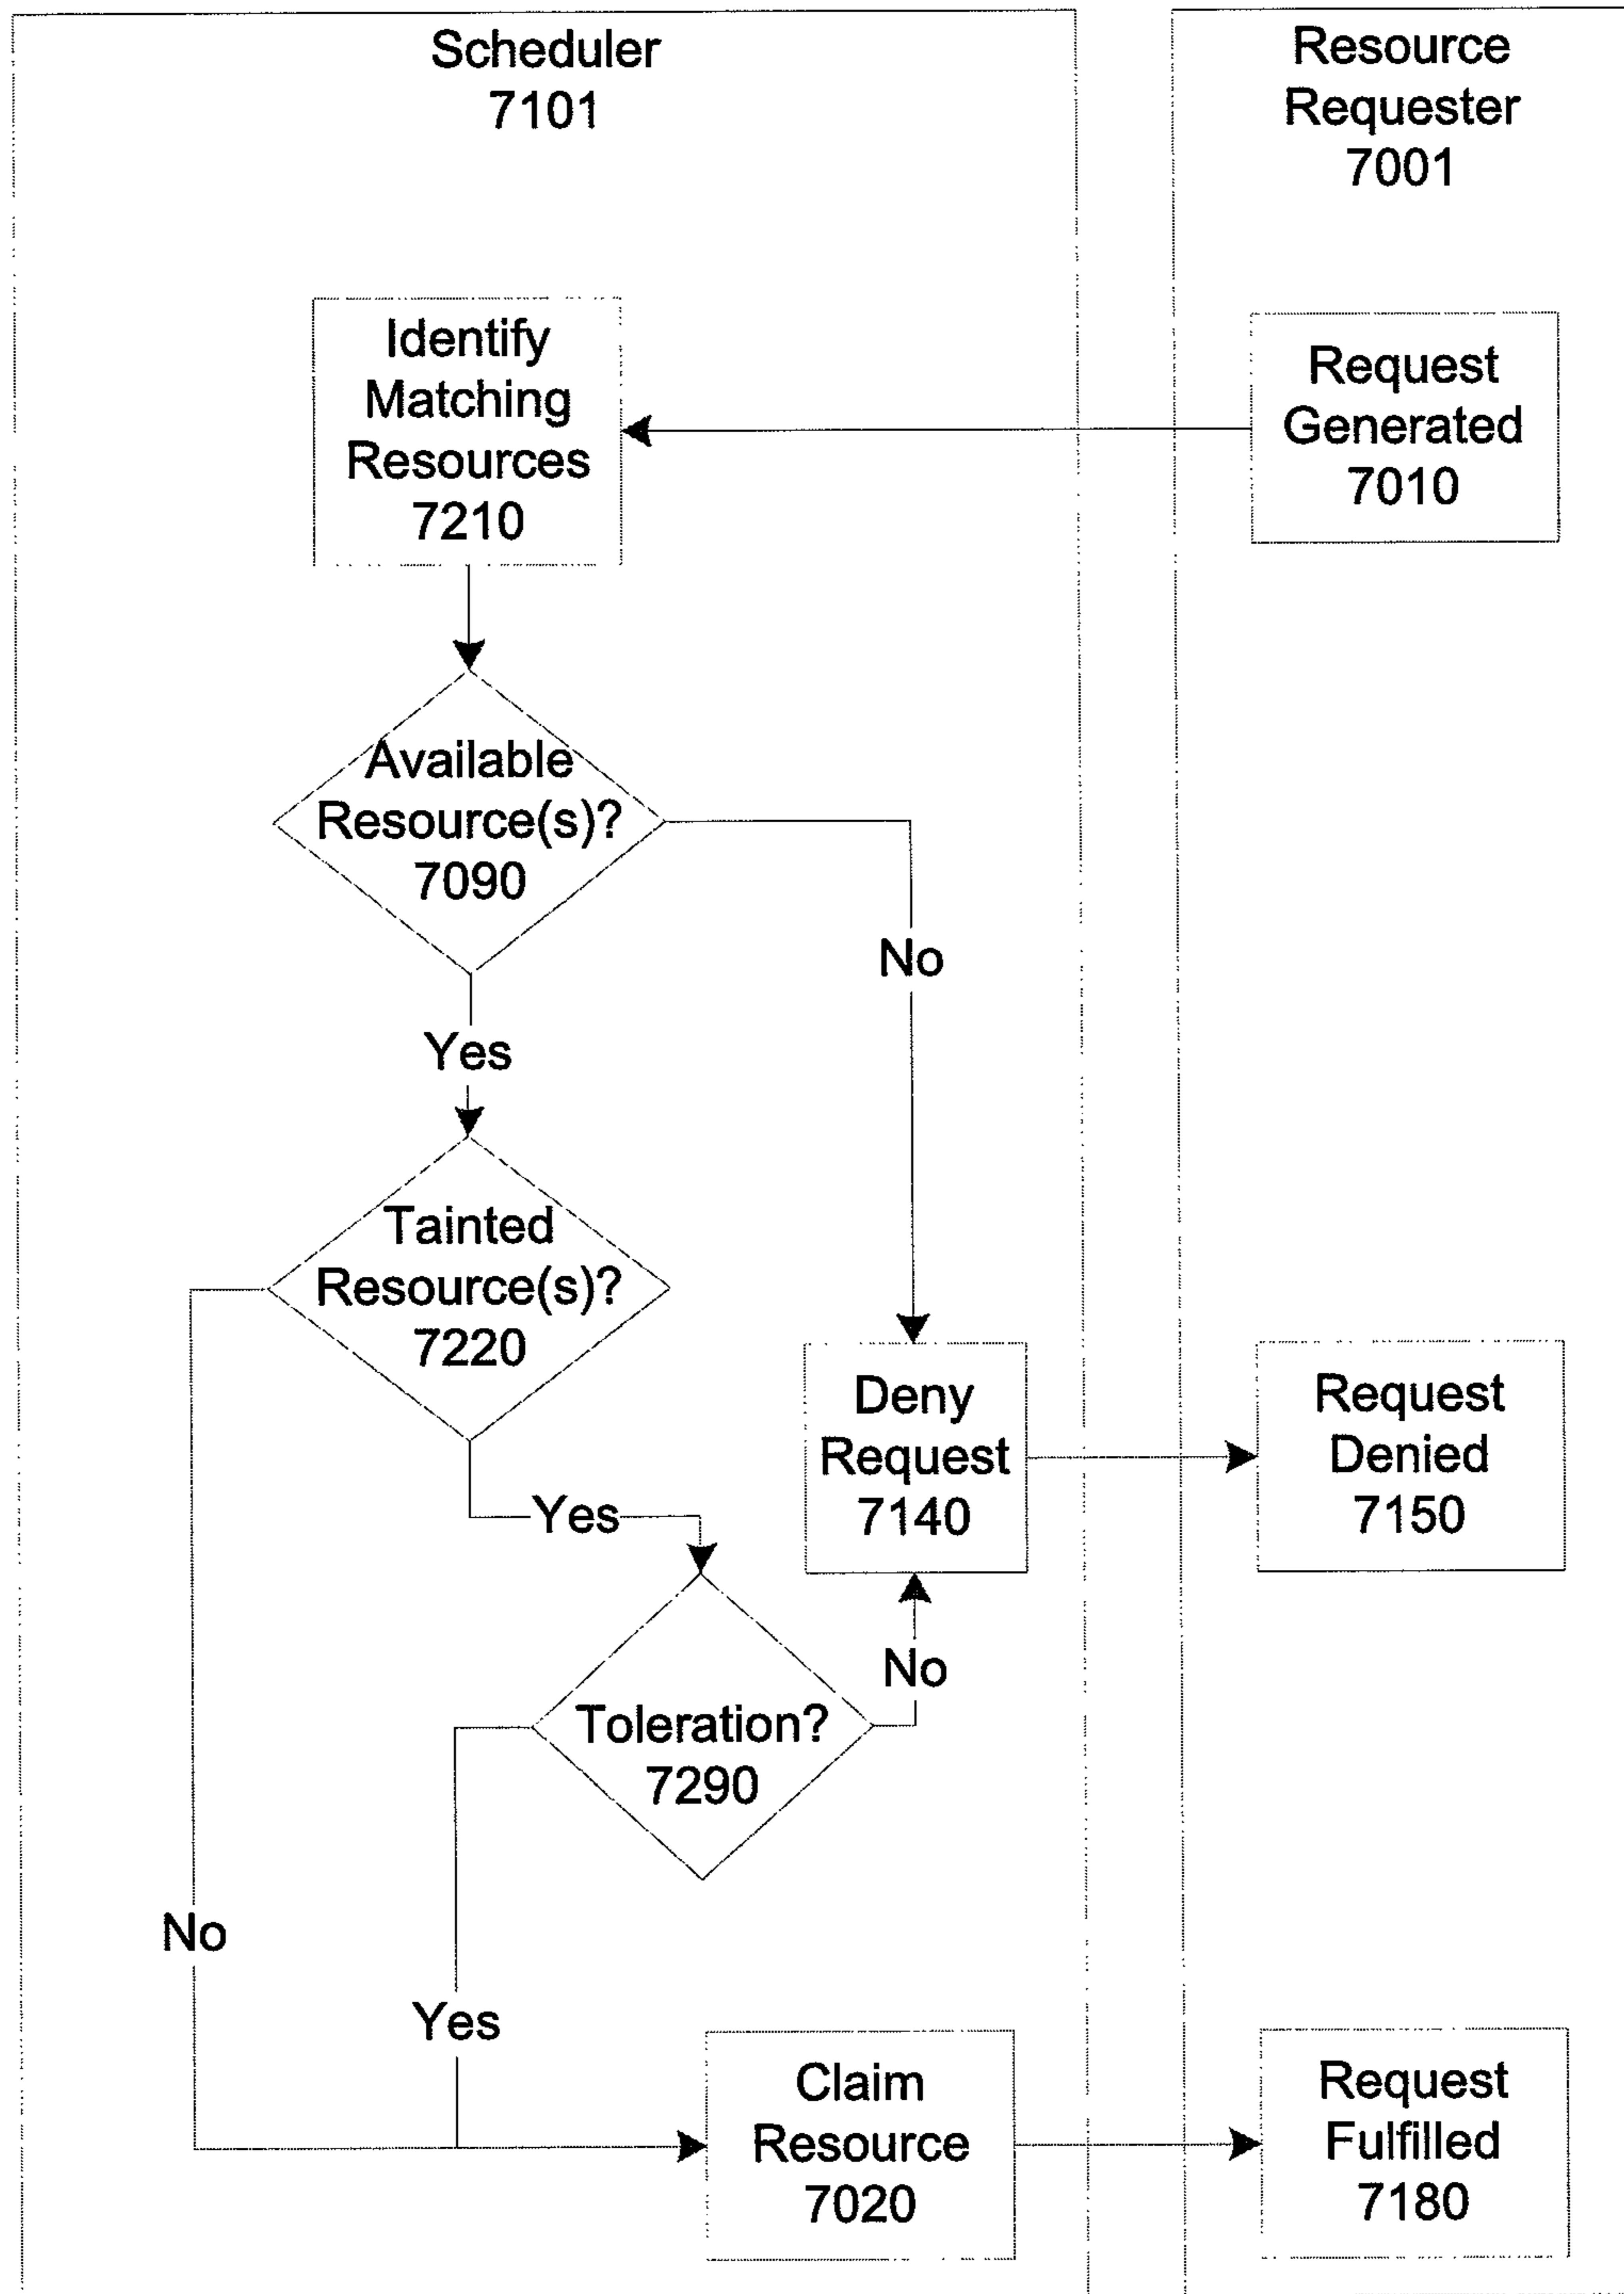 Scheduler
7101
Resource
Requester
7001
Identify
Matching
Resources
7210
Request
Generated
7010
Available
Resource(s)?
7090
No
Yes
Tainted
Resource(s)?
7220
Deny
Request
7140
Request
Denied
7150
Yes
No
Toleration?
7290
No
Yes
Claim
Resource
7020
Request
Fulfilled
7180